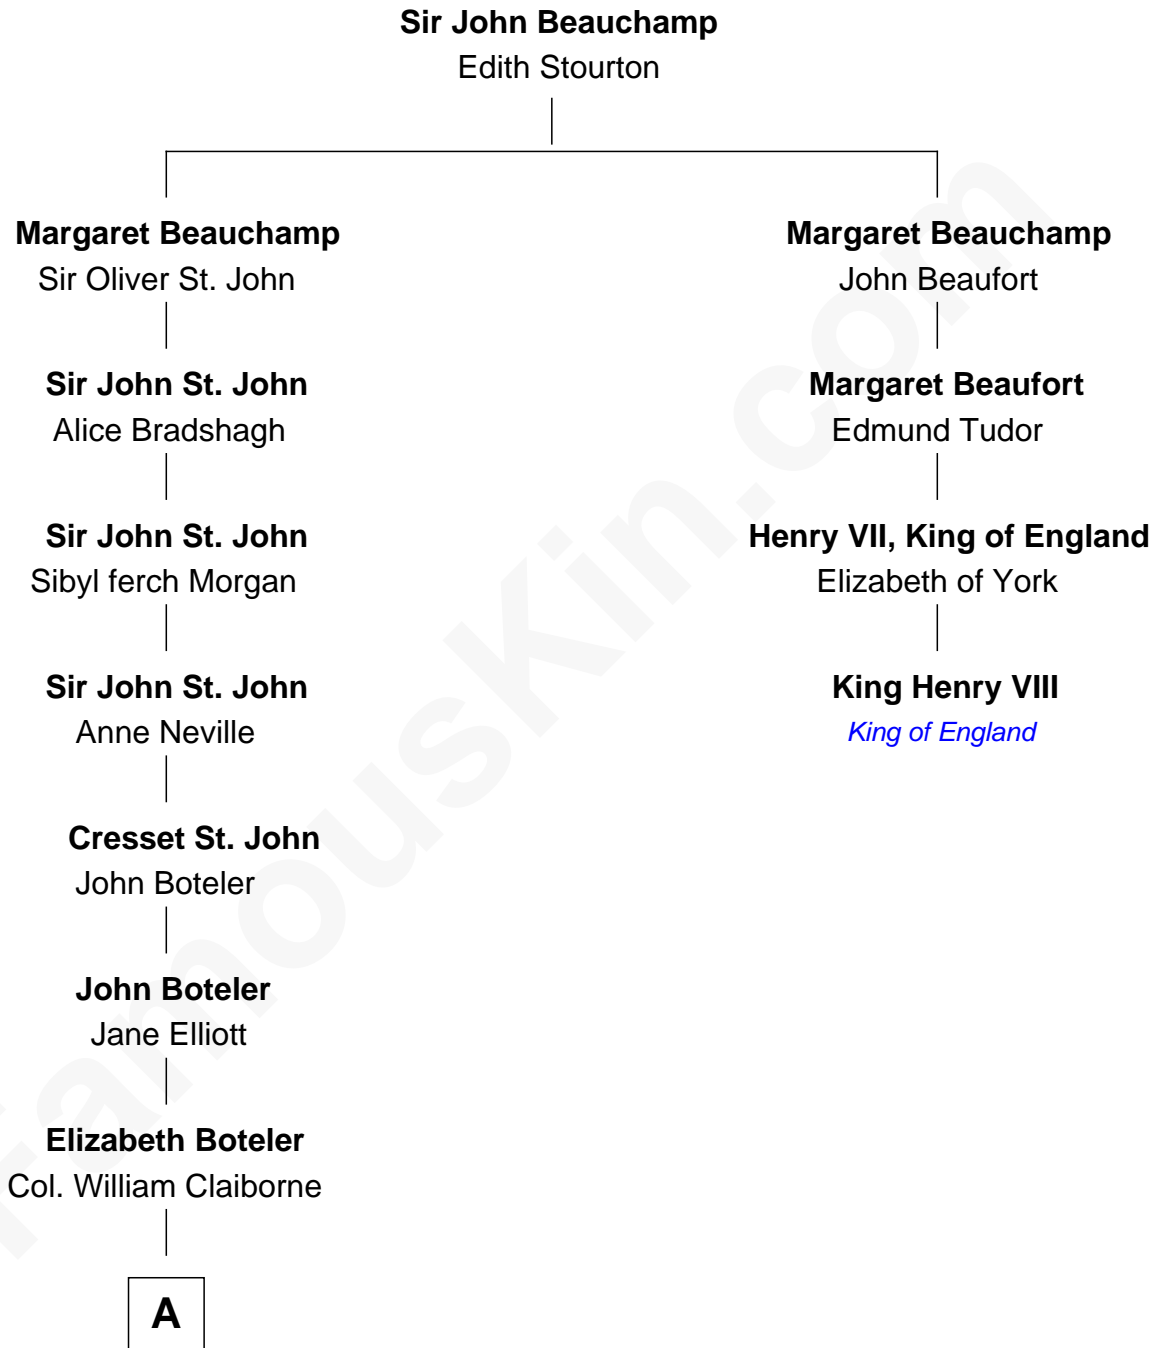 Sir John Beauchamp
Edith Stourton
Margaret Beauchamp
Sir Oliver St. John
Margaret Beauchamp
John Beaufort
Sir John St. John
Alice Bradshagh
Margaret Beaufort
Edmund Tudor
Sir John St. John
Sibyl ferch Morgan
Henry VII, King of England
Elizabeth of York
Sir John St. John
Anne Neville
King Henry VIII
King of England
Cresset St. John
John Boteler
John Boteler
Jane Elliott
Elizabeth Boteler
Col. William Claiborne
A
FamousKin.com